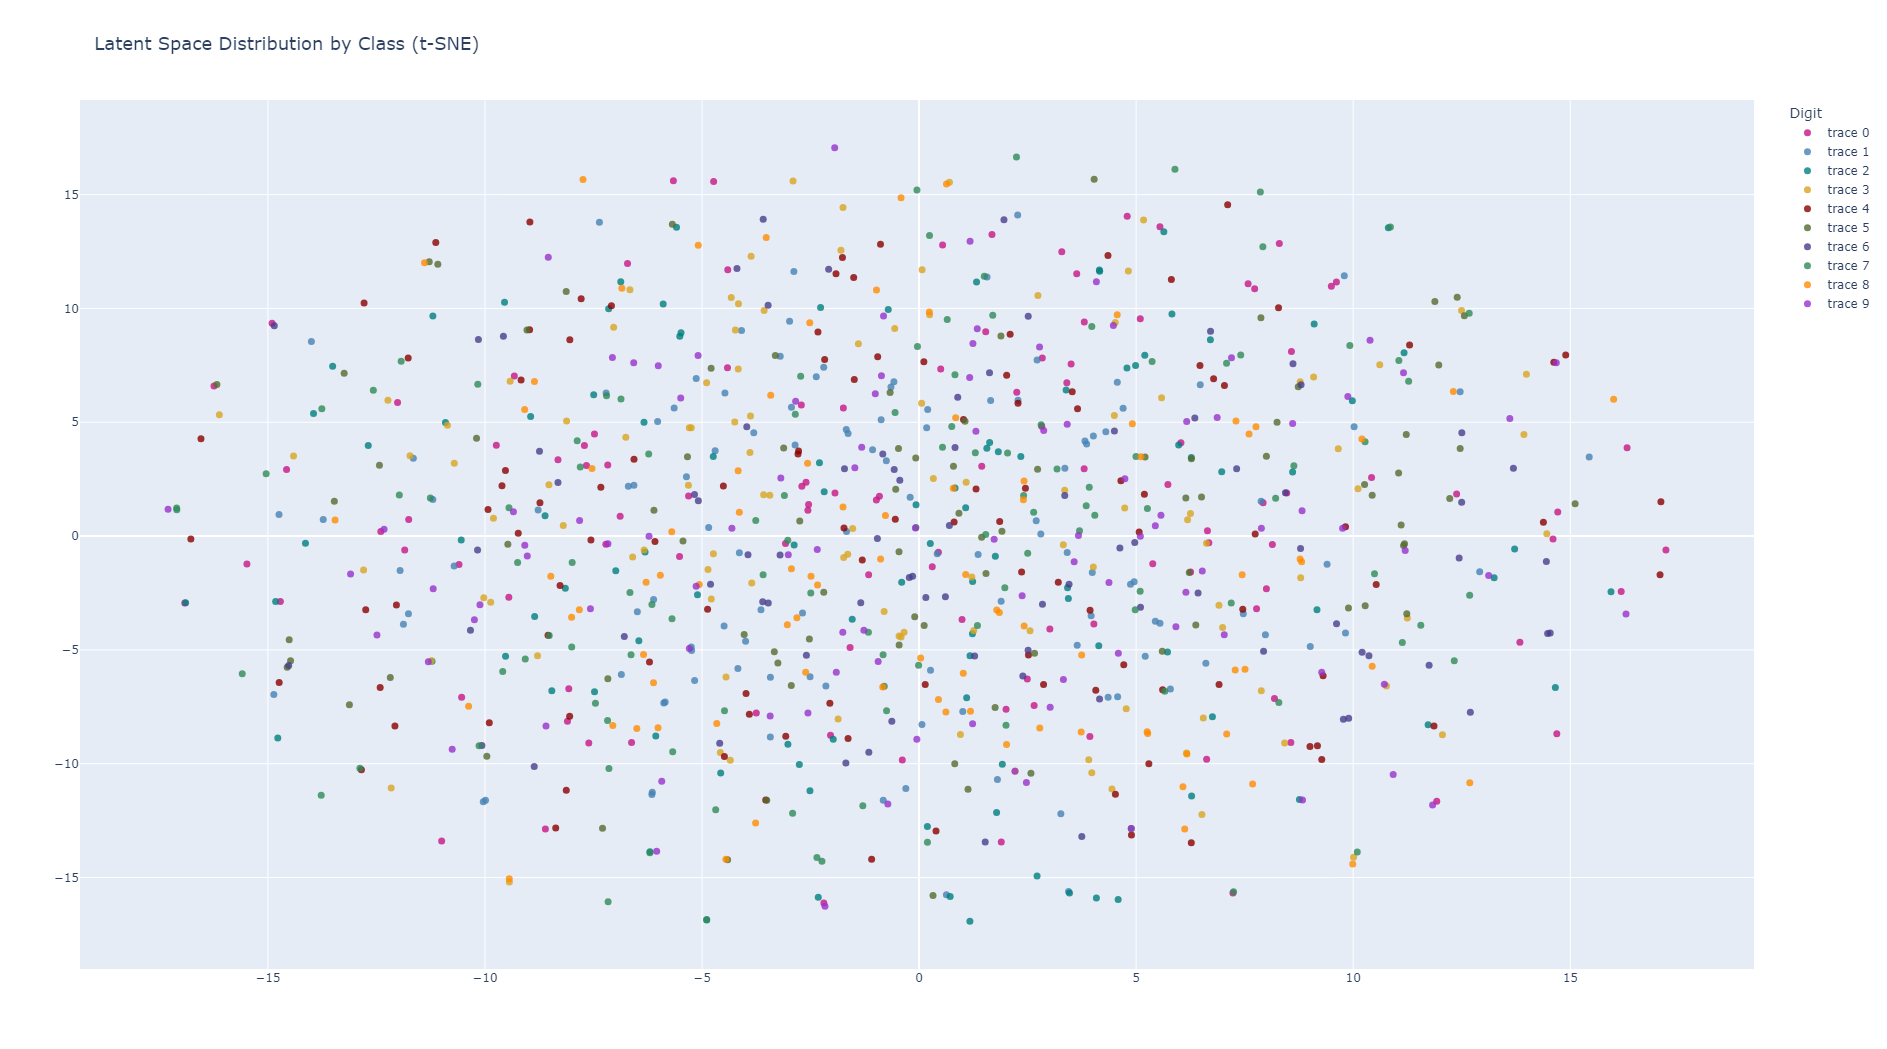 Latent Space Distribution by Class (t-SNE)
Digit
trace 0
trace 1
trace 2
trace 3
trace 4
trace 5
trace 6
trace 7
trace 8
trace 9
15
10
5
0
−5
−10
−15
−15 −10 −5 0 5 10 15